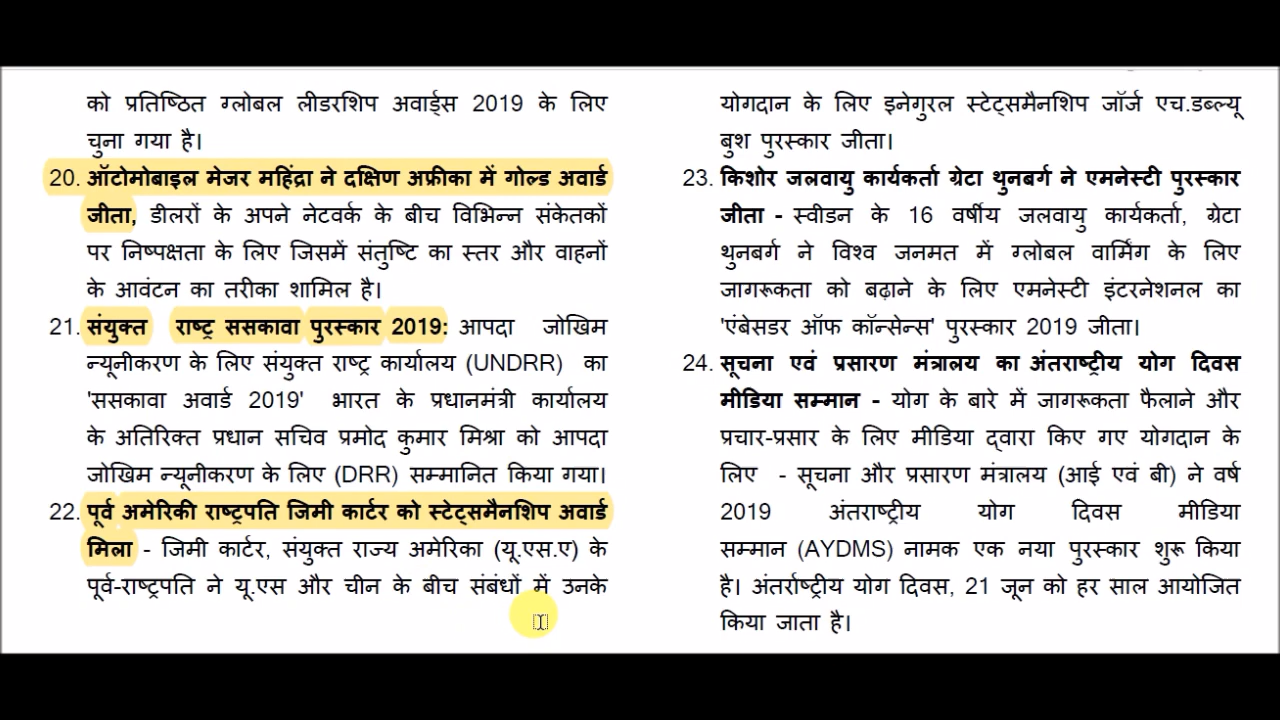 को प्रतिष्ठित ग्लोबल लीडरशिप अवार्ड्स 2019 के लिए
चुना गया है।
20. ऑटोमोबाइल मेजर महिंद्रा ने दक्षिण अफ्रीका में गोल्ड अवार्ड
जीता, डीलरों के अपने नेटवर्क के बीच विभिन्न संकेतकों
पर निष्पक्षता के लिए जिसमें संतुष्टि का स्तर और वाहनों
के आवंटन का तरीका शामिल है।
21. संयुक्त राष्ट्र ससकावा पुरस्कार 2019: आपदा जोखिम
न्यूनीकरण के लिए संयुक्त राष्ट्र कार्यालय (UNDRR) का
'ससकावा अवार्ड 2019' भारत के प्रधानमंत्री कार्यालय
के अतिरिक्त प्रधान सचिव प्रमोद कुमार मिश्रा को आपदा
जोखिम न्यूनीकरण के लिए (DRR) सम्मानित किया गया।
22. पूर्व अमेरिकी राष्ट्रपति जिमी कार्टर को स्टेट्समैनशिप अवार्ड
मिला - जिमी कार्टर, संयुक्त राज्य अमेरिका (यू.एस.ए) के
पूर्व-राष्ट्रपति ने यू.एस और चीन के बीच संबंधों में उनके
योगदान के लिए इनेगुरल स्टेट्समैनशिप जॉर्ज एच.डब्ल्यू
बुश पुरस्कार जीता।
23. किशोर जलवायु कार्यकर्ता ग्रेटा थुनबर्ग ने एमनेस्टी पुरस्कार
जीता - स्वीडन के 16 वर्षीय जलवायु कार्यकर्ता, ग्रेटा
थुनबर्ग ने विश्व जनमत में ग्लोबल वार्मिंग के लिए
जागरूकता को बढ़ाने के लिए एमनेस्टी इंटरनेशनल का
'एंबेसडर ऑफ कॉन्सेन्स' पुरस्कार 2019 जीता।
24. सूचना एवं प्रसारण मंत्रालय का अंतराष्ट्रीय योग दिवस
मीडिया सम्मान - योग के बारे में जागरूकता फैलाने और
प्रचार-प्रसार के लिए मीडिया द्वारा किए गए योगदान के
लिए - सूचना और प्रसारण मंत्रालय (आई एवं बी) ने वर्ष
2019 अंतराष्ट्रीय योग दिवस मीडिया
सम्मान (AYDMS) नामक एक नया पुरस्कार शुरू किया
है। अंतर्राष्ट्रीय योग दिवस, 21 जून को हर साल आयोजित
किया जाता है।